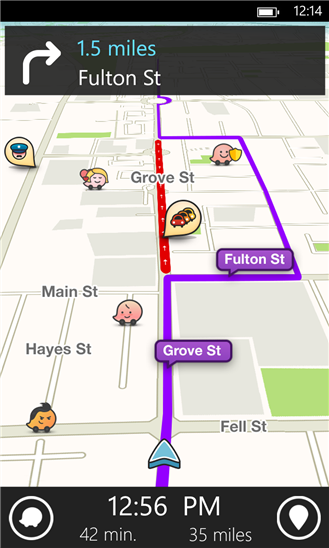 12:14
1.5 miles
Fulton St
Grove St
Fulton St
Main St
Hayes St
Grove St
Fell St
12:56 PM
42 min.
35 miles